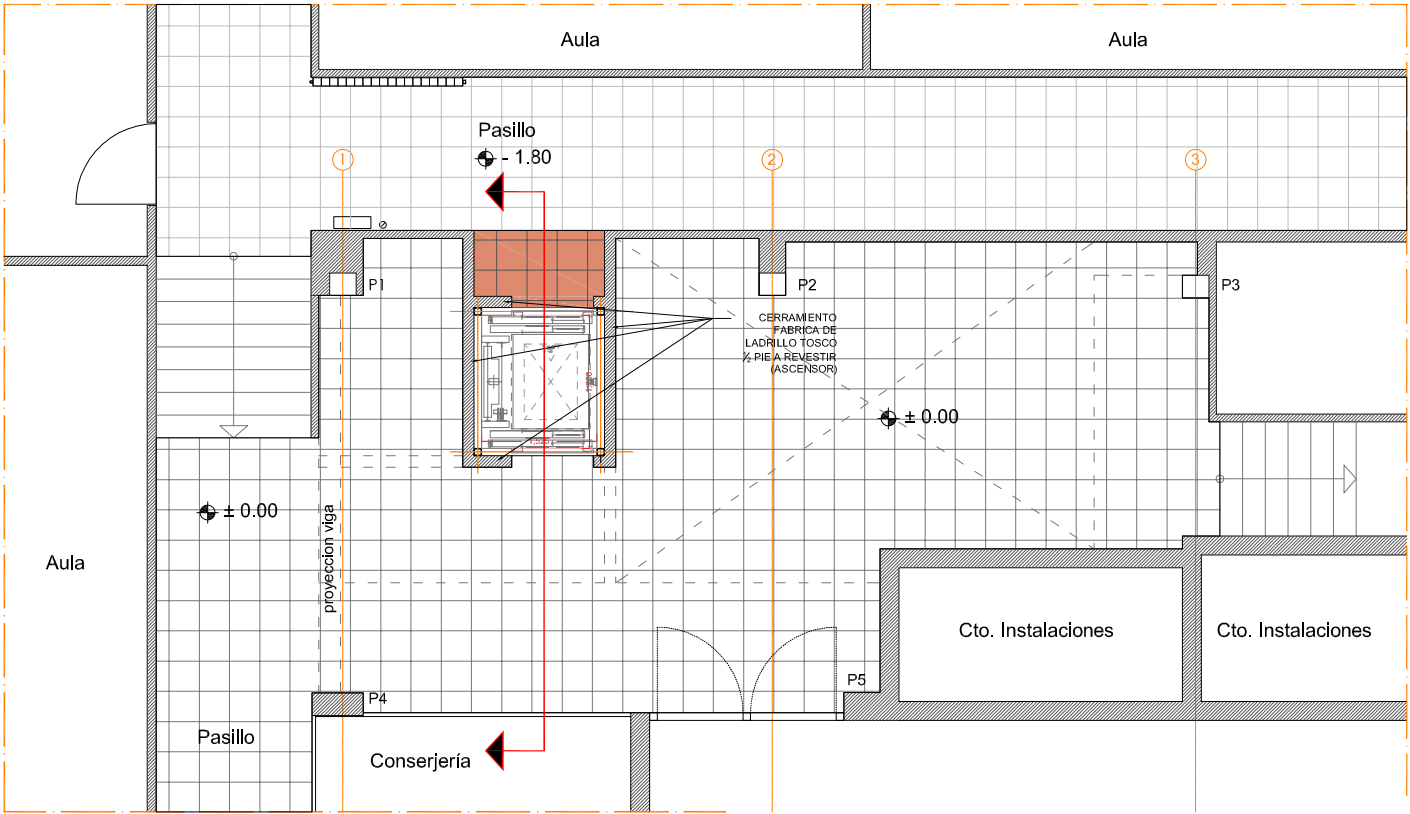 Aula
Aula
Pasillo
- 1.80
1
2
3
P1
P2
P3
CERRAMIENTO
FABRICA DE
LADRILLO TOSCO
½ PIE A REVESTIR
(ASCENSOR)
± 0.00
± 0.00
proyeccion viga
Aula
Cto. Instalaciones
Cto. Instalaciones
P4
P5
Pasillo
Conserjería